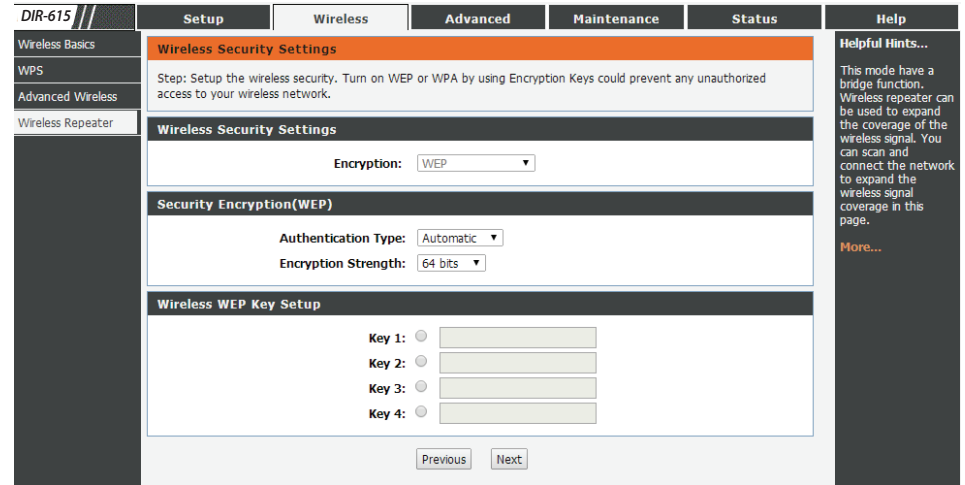 DIR-615
Setup
Wireless
Advanced
Maintenance
Status
Help
Wireless Basics
WPS
Advanced Wireless
Wireless Repeater
Wireless Security Settings
Step: Setup the wireless security. Turn on WEP or WPA by using Encryption Keys could prevent any unauthorized
access to your wireless network.
Wireless Security Settings
Encryption: WEP
Security Encryption(WEP)
Authentication Type: Automatic
Encryption Strength: 64 bits
Wireless WEP Key Setup
Key 1:
Key 2:
Key 3:
Key 4:
Previous
Next
Helpful Hints...
This mode have a
bridge function.
Wireless repeater can
be used to expand
the coverage of the
wireless signal. You
can scan and
connect the network
to expand the
wireless signal
coverage in this
page.
More...